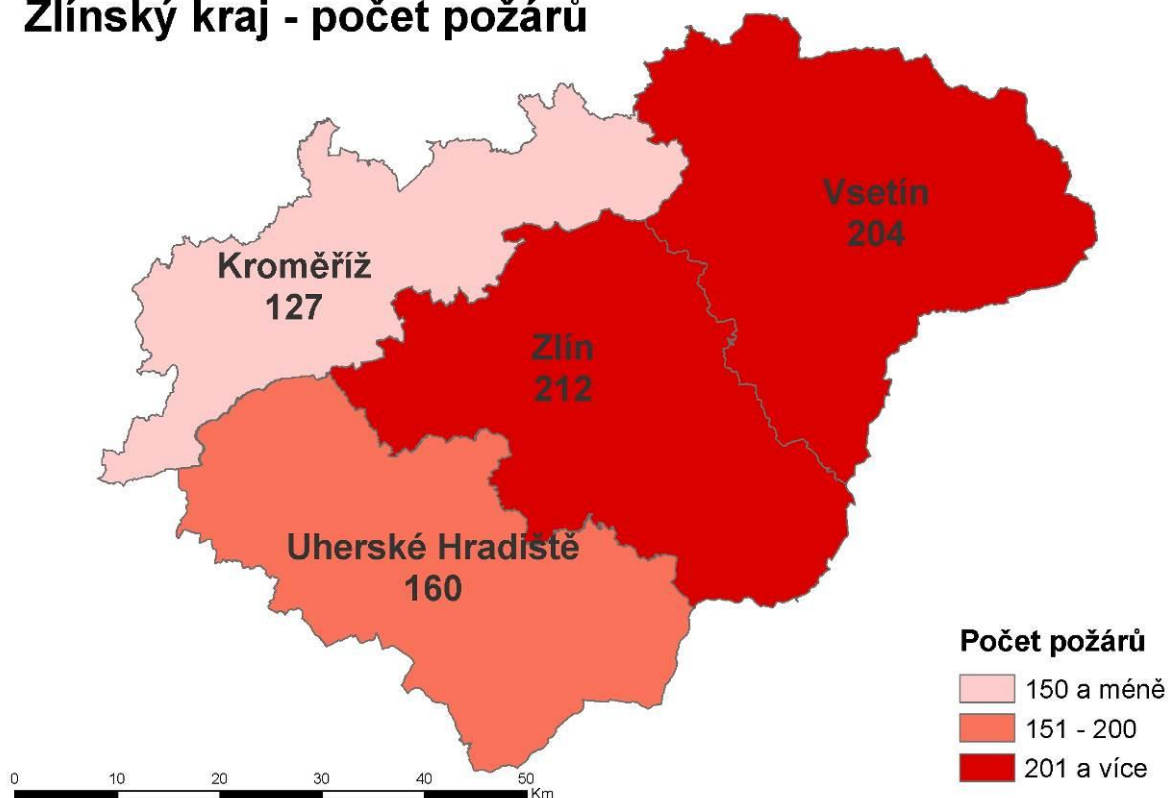 Zlínský kraj - počet požárů
Vsetín
204
Kroměříž
127
Zlín
212
Uherské Hradiště
160
Počet požárů
150 a méně
151 - 200
201 a více
0 10 20 30 40 50
Km